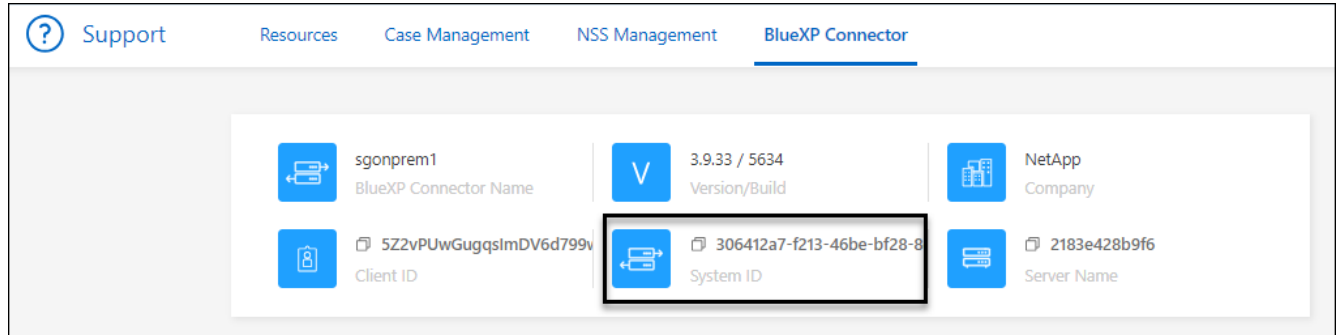 ? Support Resources Case Management NSS Management BlueXP Connector
sgonprem1
BlueXP Connector Name
V 3.9.33 / 5634
Version/Build
NetApp
Company
5Z2vPUwGugqsImDV6d799
Client ID
306412a7-f213-46be-bf28-8
System ID
2183e428b9f6
Server Name